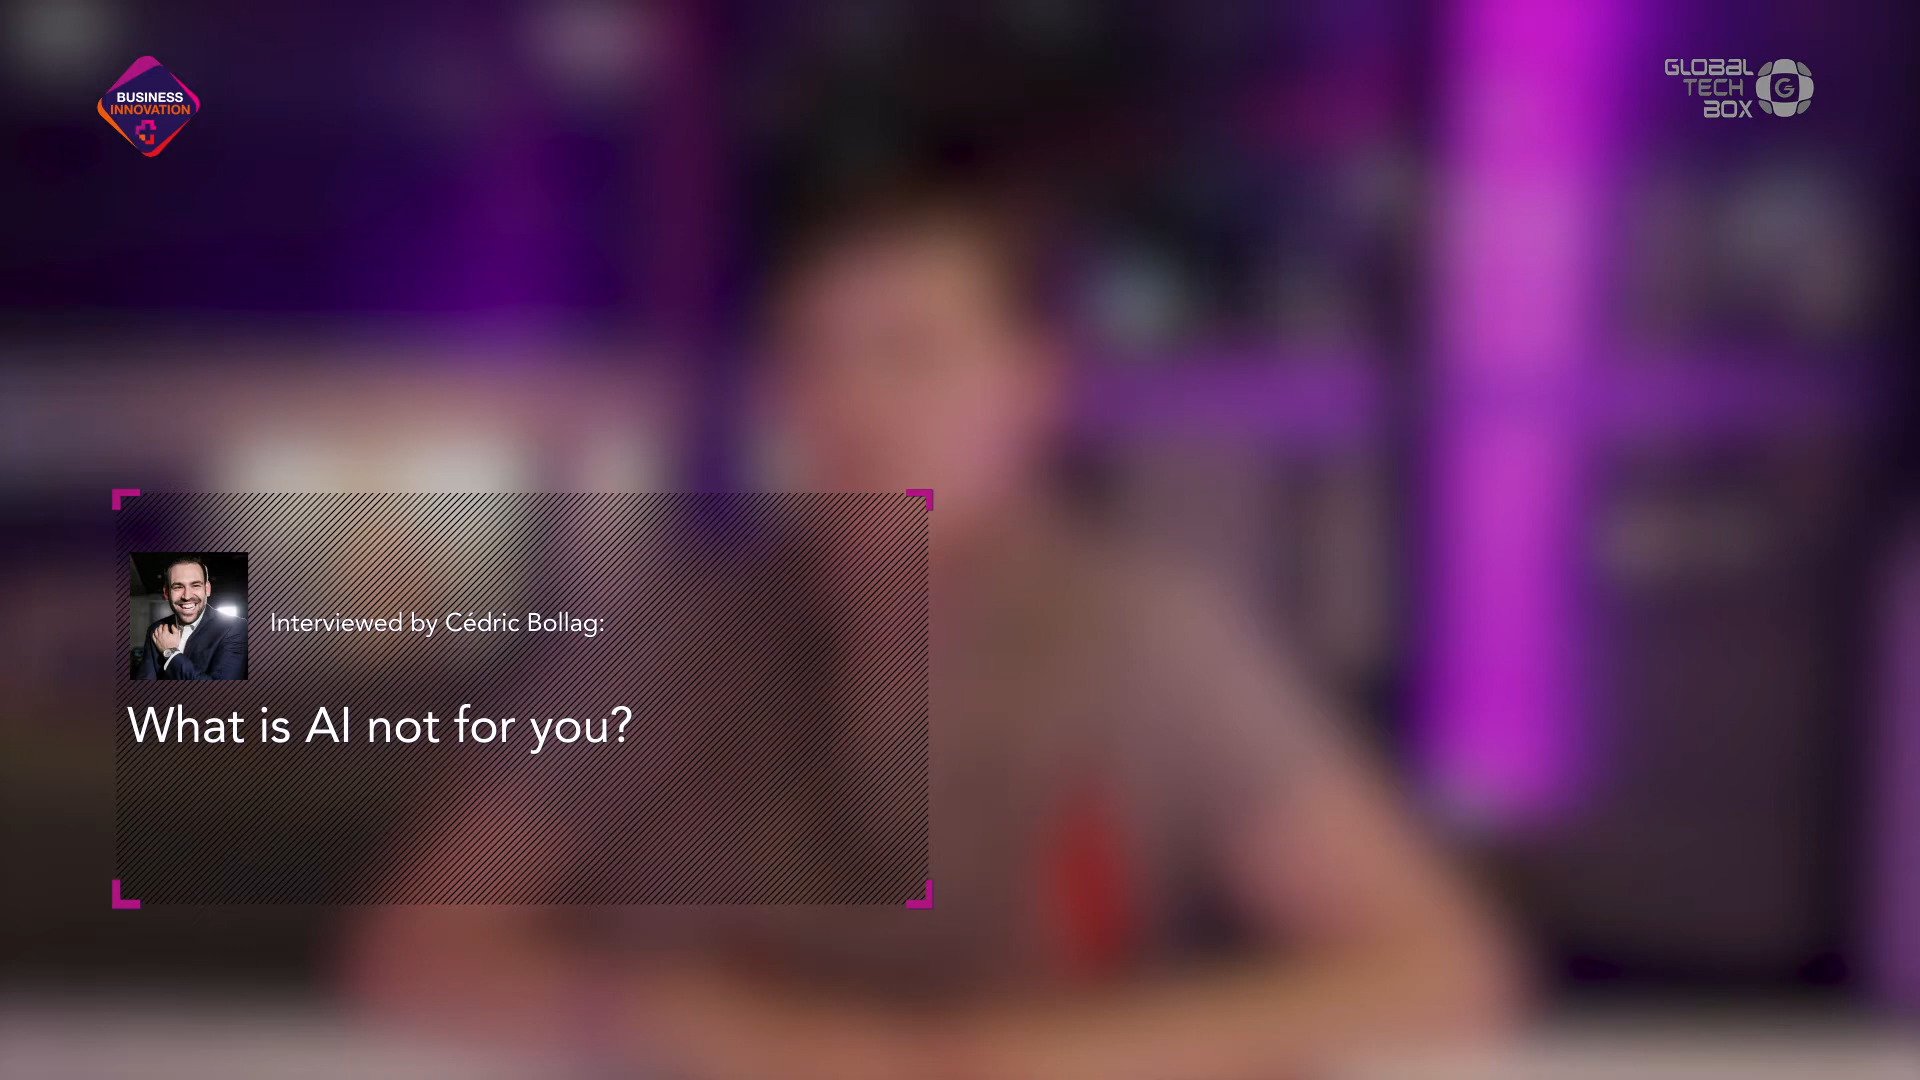 BUSINESS
INNOVATION
GLOBAL
TECH
BOX
G
Interviewed by Cédric Bollag:
What is AI not for you?